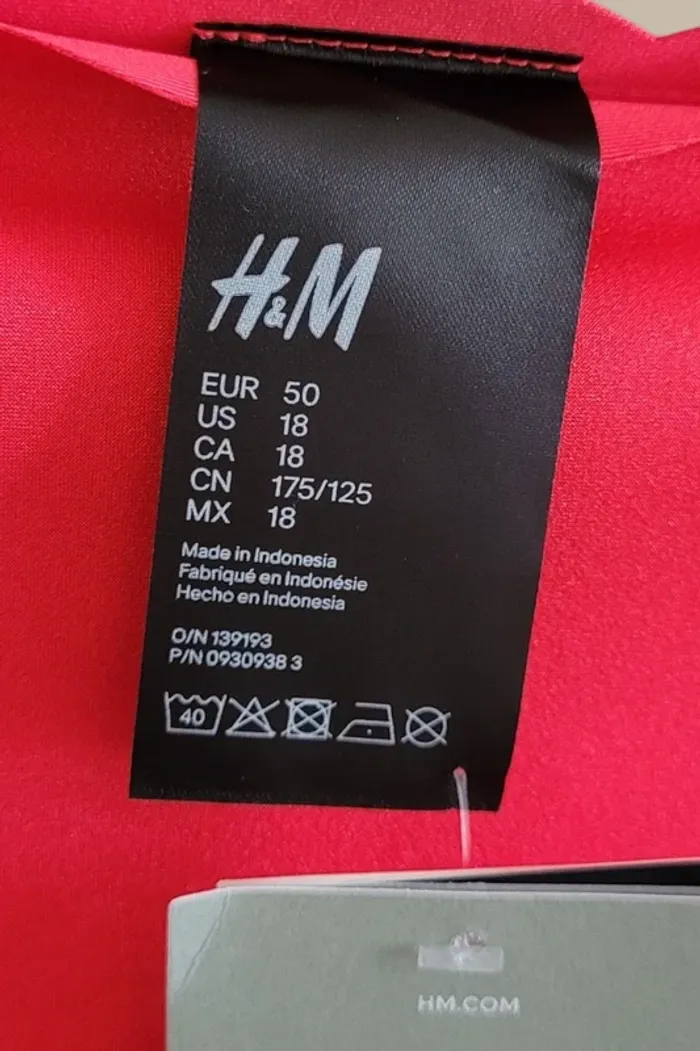 H&M
EUR 50
US 18
CA 18
CN 175/125
MX 18
Made in Indonesia
Fabriqué en Indonésie
Hecho en Indonesia
O/N 139193
P/N 0930938 3
40
HM.COM